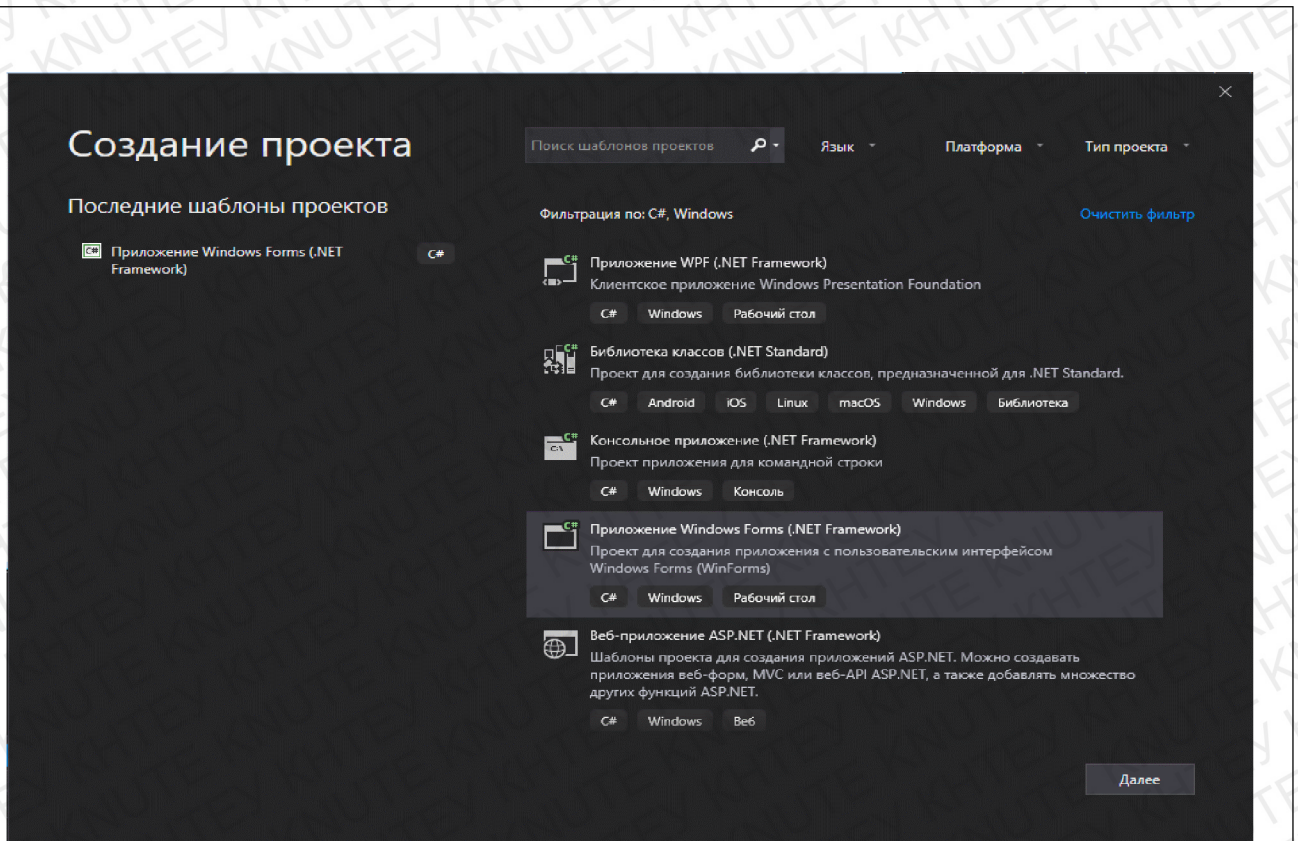 Создание проекта
Поиск шаблонов проектов
Язык
Платформа
Тип проекта
Последние шаблоны проектов
C#
Приложение Windows Forms (.NET
Framework)
C#
Фильтрация по: C#, Windows
Очистить фильтр
C#
Приложение WPF (.NET Framework)
Клиентское приложение Windows Presentation Foundation
C# Windows Рабочий стол
C#
Библиотека классов (.NET Standard)
Проект для создания библиотеки классов, предназначенной для .NET Standard.
C# Android iOS Linux macOS Windows Библиотека
C#
Консольное приложение (.NET Framework)
Проект приложения для командной строки
C# Windows Консоль
C#
Приложение Windows Forms (.NET Framework)
Проект для создания приложения с пользовательским интерфейсом
Windows Forms (WinForms)
C# Windows Рабочий стол
Веб-приложение ASP.NET (.NET Framework)
Шаблоны проекта для создания приложений ASP.NET. Можно создавать
приложения веб-форм, MVC или веб-API ASP.NET, а также добавлять множество
других функций ASP.NET.
C# Windows Веб
Далее